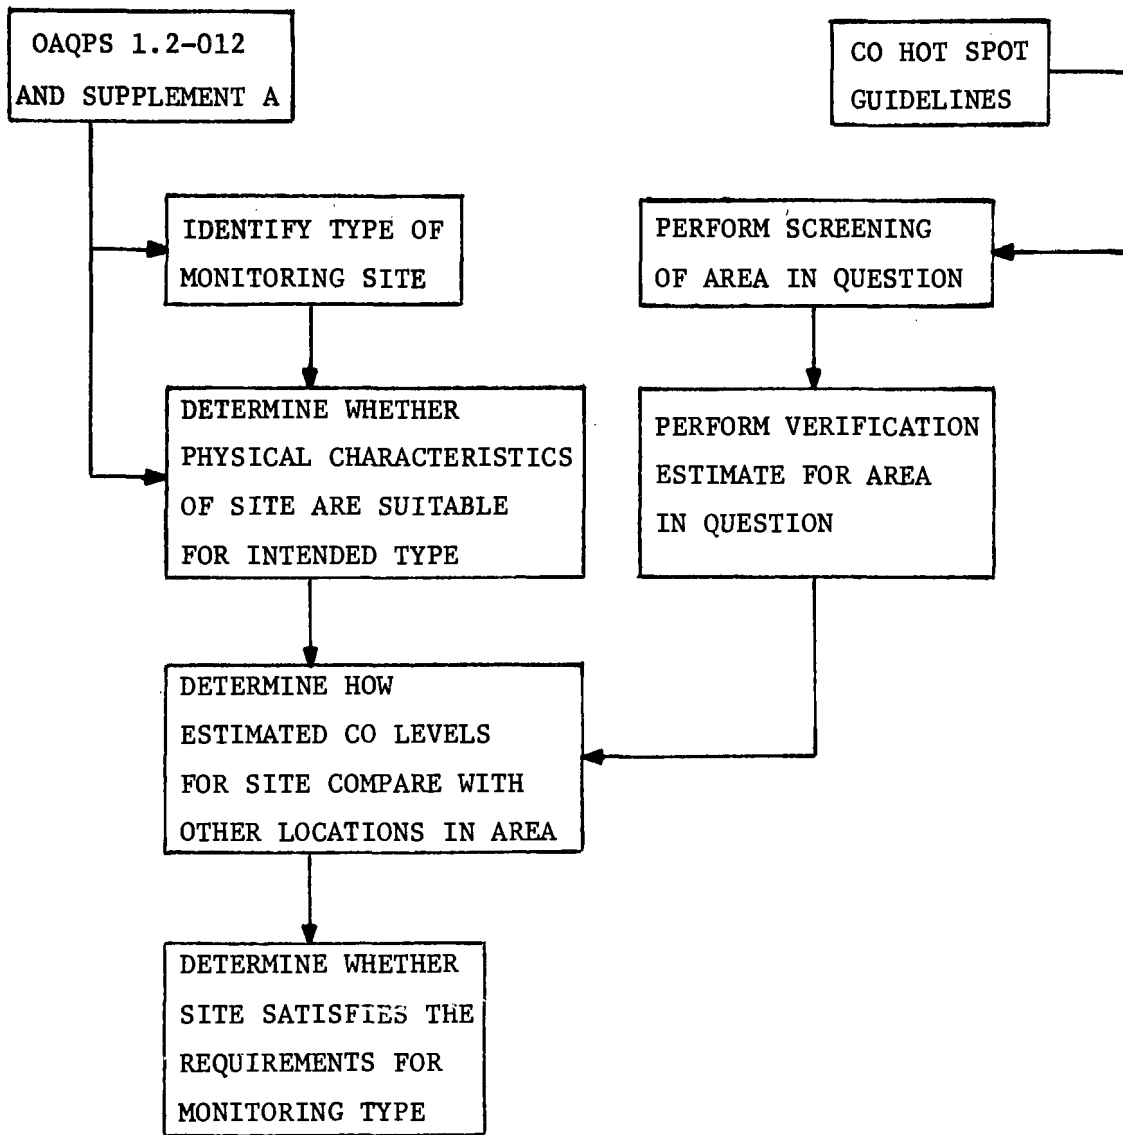 OAQPS 1.2-012
AND SUPPLEMENT A
CO HOT SPOT
GUIDELINES
IDENTIFY TYPE OF
MONITORING SITE
PERFORM SCREENING
OF AREA IN QUESTION
DETERMINE WHETHER
PHYSICAL CHARACTERISTICS
OF SITE ARE SUITABLE
FOR INTENDED TYPE
PERFORM VERIFICATION
ESTIMATE FOR AREA
IN QUESTION
DETERMINE HOW
ESTIMATED CO LEVELS
FOR SITE COMPARE WITH
OTHER LOCATIONS IN AREA
DETERMINE WHETHER
SITE SATISFIES THE
REQUIREMENTS FOR
MONITORING TYPE